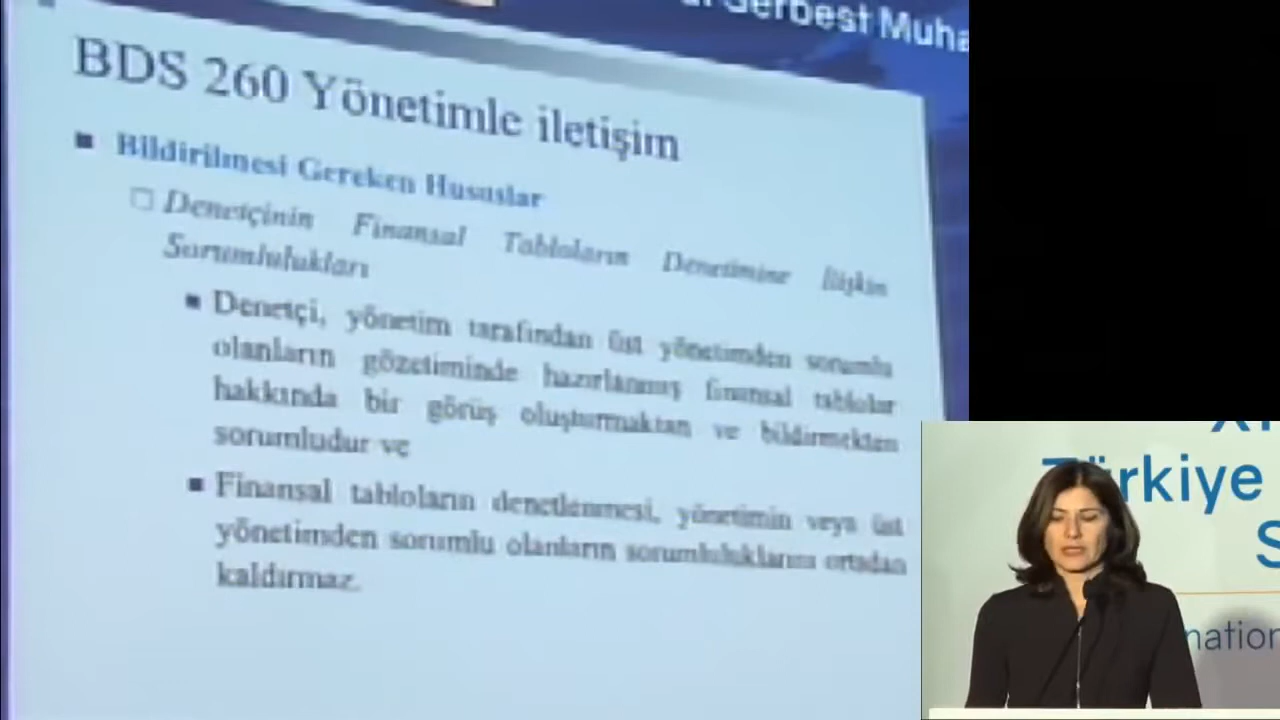 Serbest Muha
BDS 260 Yönetimle iletişim
■ Bildirilmesi Gereken Hususlar
□ Denetçinin Finansal Tabloların Denetimine İlişkin
Sorumlulukları
■ Denetçi, yönetim tarafından üst yönetimden sorumlu
olanların gözetiminde hazırlanmış finansal tablolar
hakkında bir görüş oluşturmaktan ve bildirmekten
sorumludur ve
■ Finansal tabloların denetlenmesi, yönetimin veya üst
yönetimden sorumlu olanların sorumluluklarını ortadan
kaldırmaz.
Türkiye
S
nation